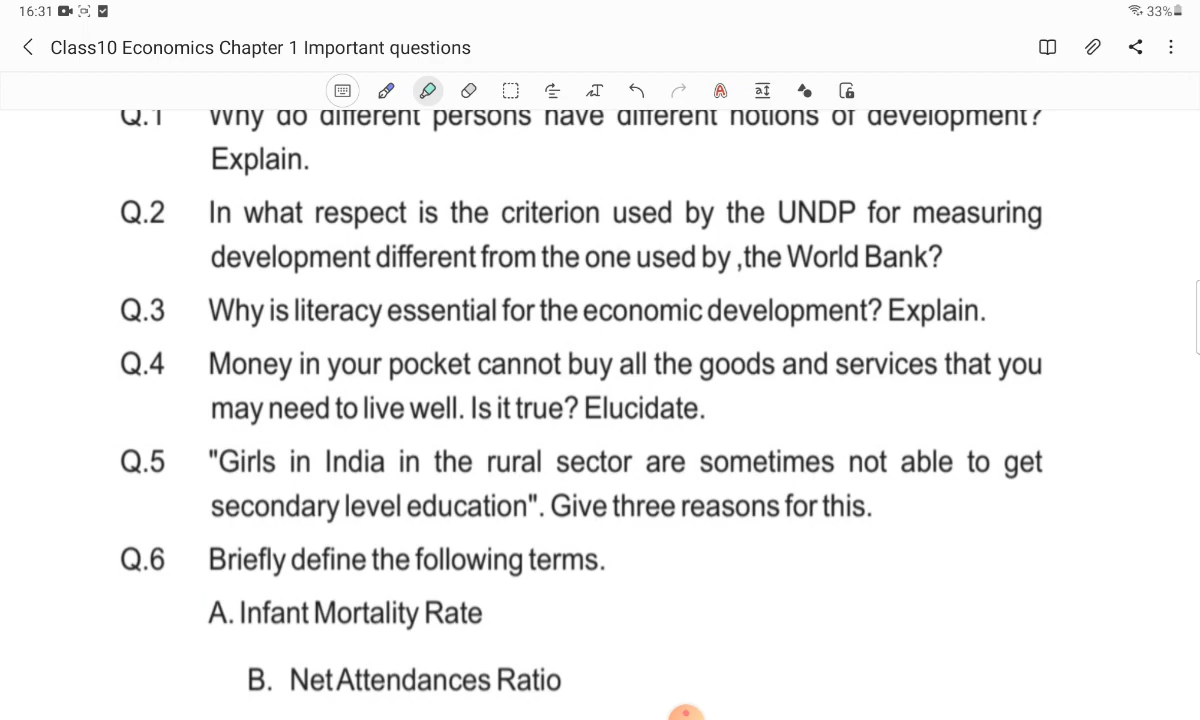 16:31
33%
Class10 Economics Chapter 1 Important questions
Q.1 Why do different persons have different notions of development?
Explain.
Q.2 In what respect is the criterion used by the UNDP for measuring
development different from the one used by ,the World Bank?
Q.3 Why is literacy essential for the economic development? Explain.
Q.4 Money in your pocket cannot buy all the goods and services that you
may need to live well. Is it true? Elucidate.
Q.5 "Girls in India in the rural sector are sometimes not able to get
secondary level education". Give three reasons for this.
Q.6 Briefly define the following terms.
A. Infant Mortality Rate
B. Net Attendances Ratio